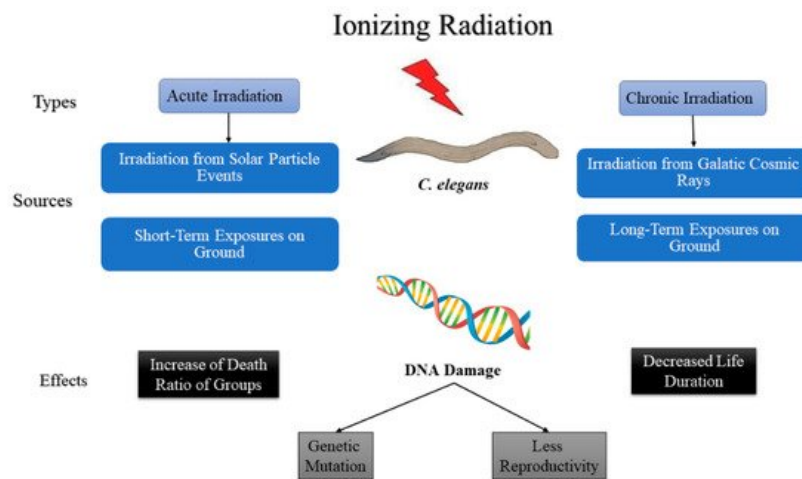 Ionizing Radiation
Types
Acute Irradiation
Chronic Irradiation
Sources
Irradiation from Solar Particle
Events
C. elegans
Irradiation from Galatic Cosmic
Rays
Short-Term Exposures on
Ground
Long-Term Exposures on
Ground
Effects
Increase of Death
Ratio of Groups
DNA Damage
Decreased Life
Duration
Genetic
Mutation
Less
Reproductivity